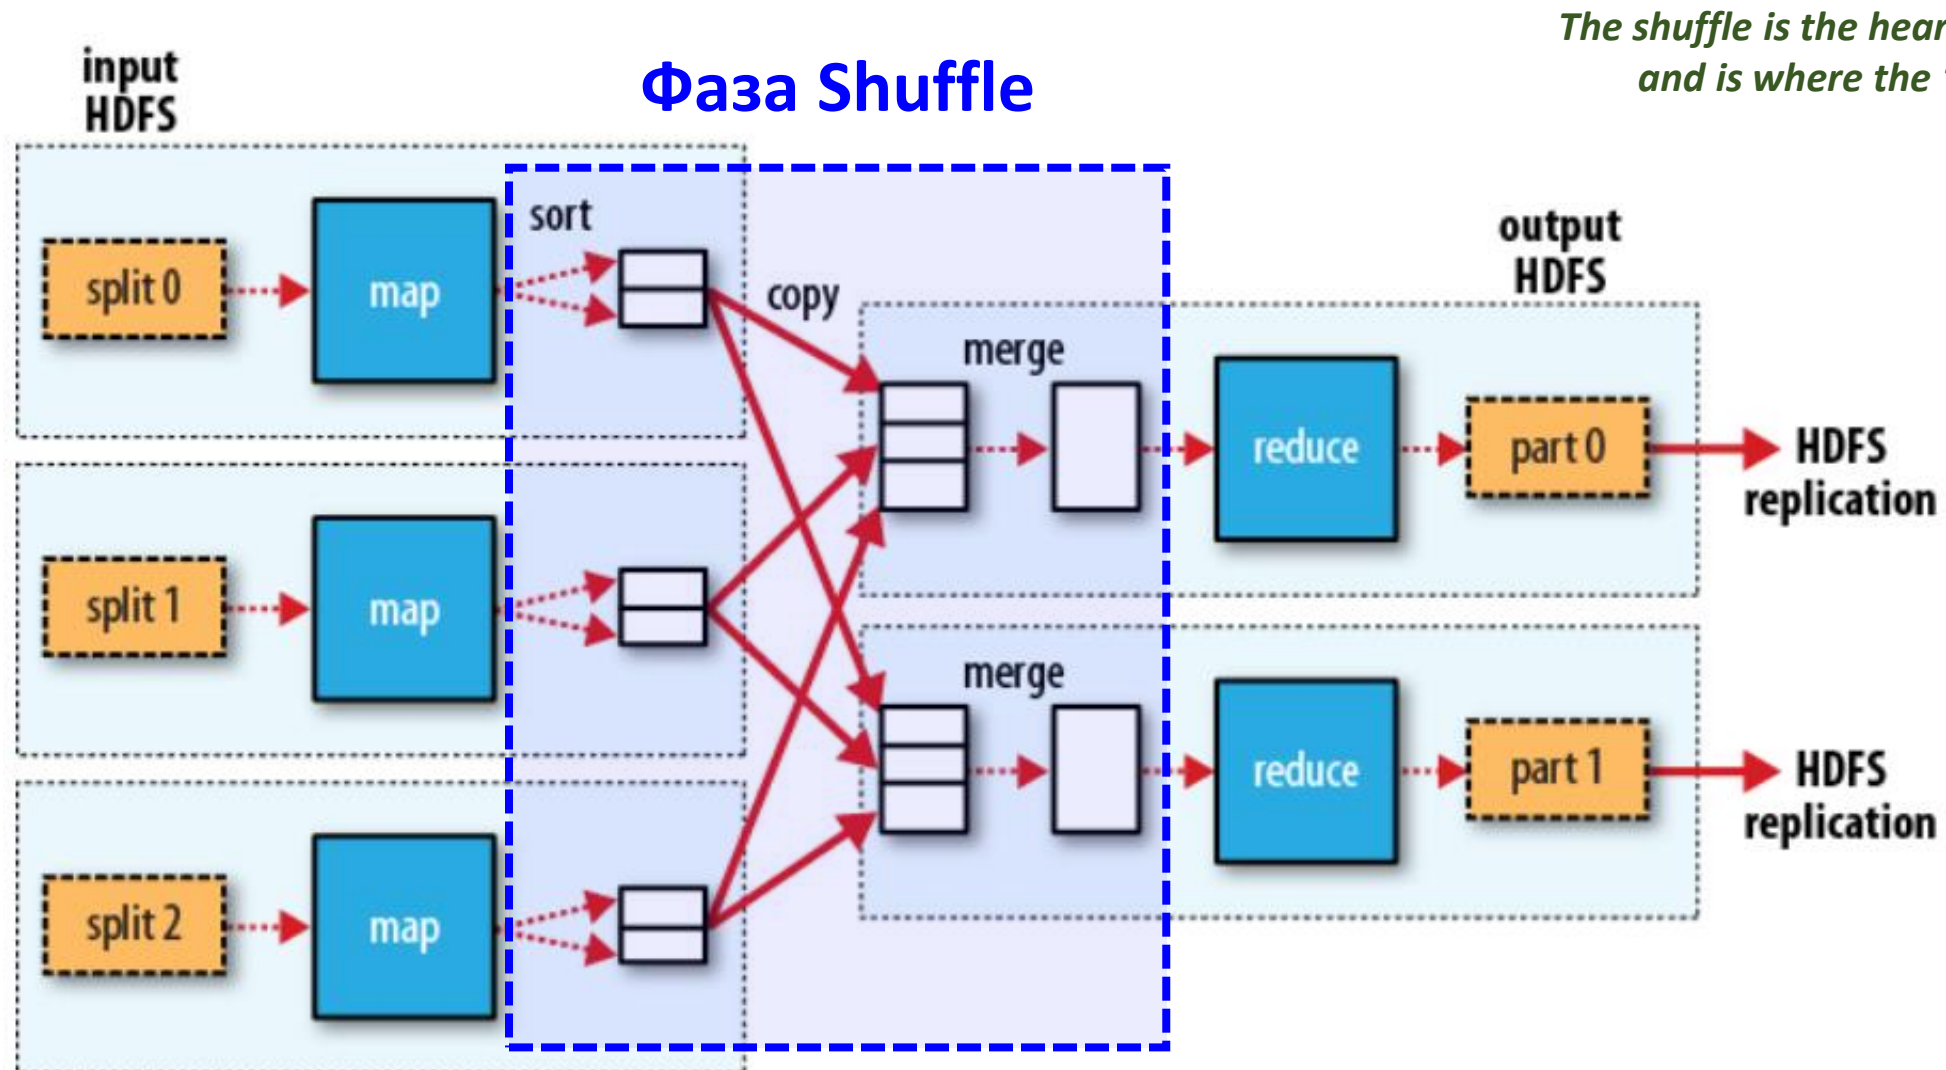 The shuffle is the hear
and is where the
input
HDFS
Фаза Shuffle
sort
split 0
map
copy
output
HDFS
merge
reduce
part 0
HDFS
replication
split 1
map
merge
reduce
part 1
HDFS
replication
split 2
map